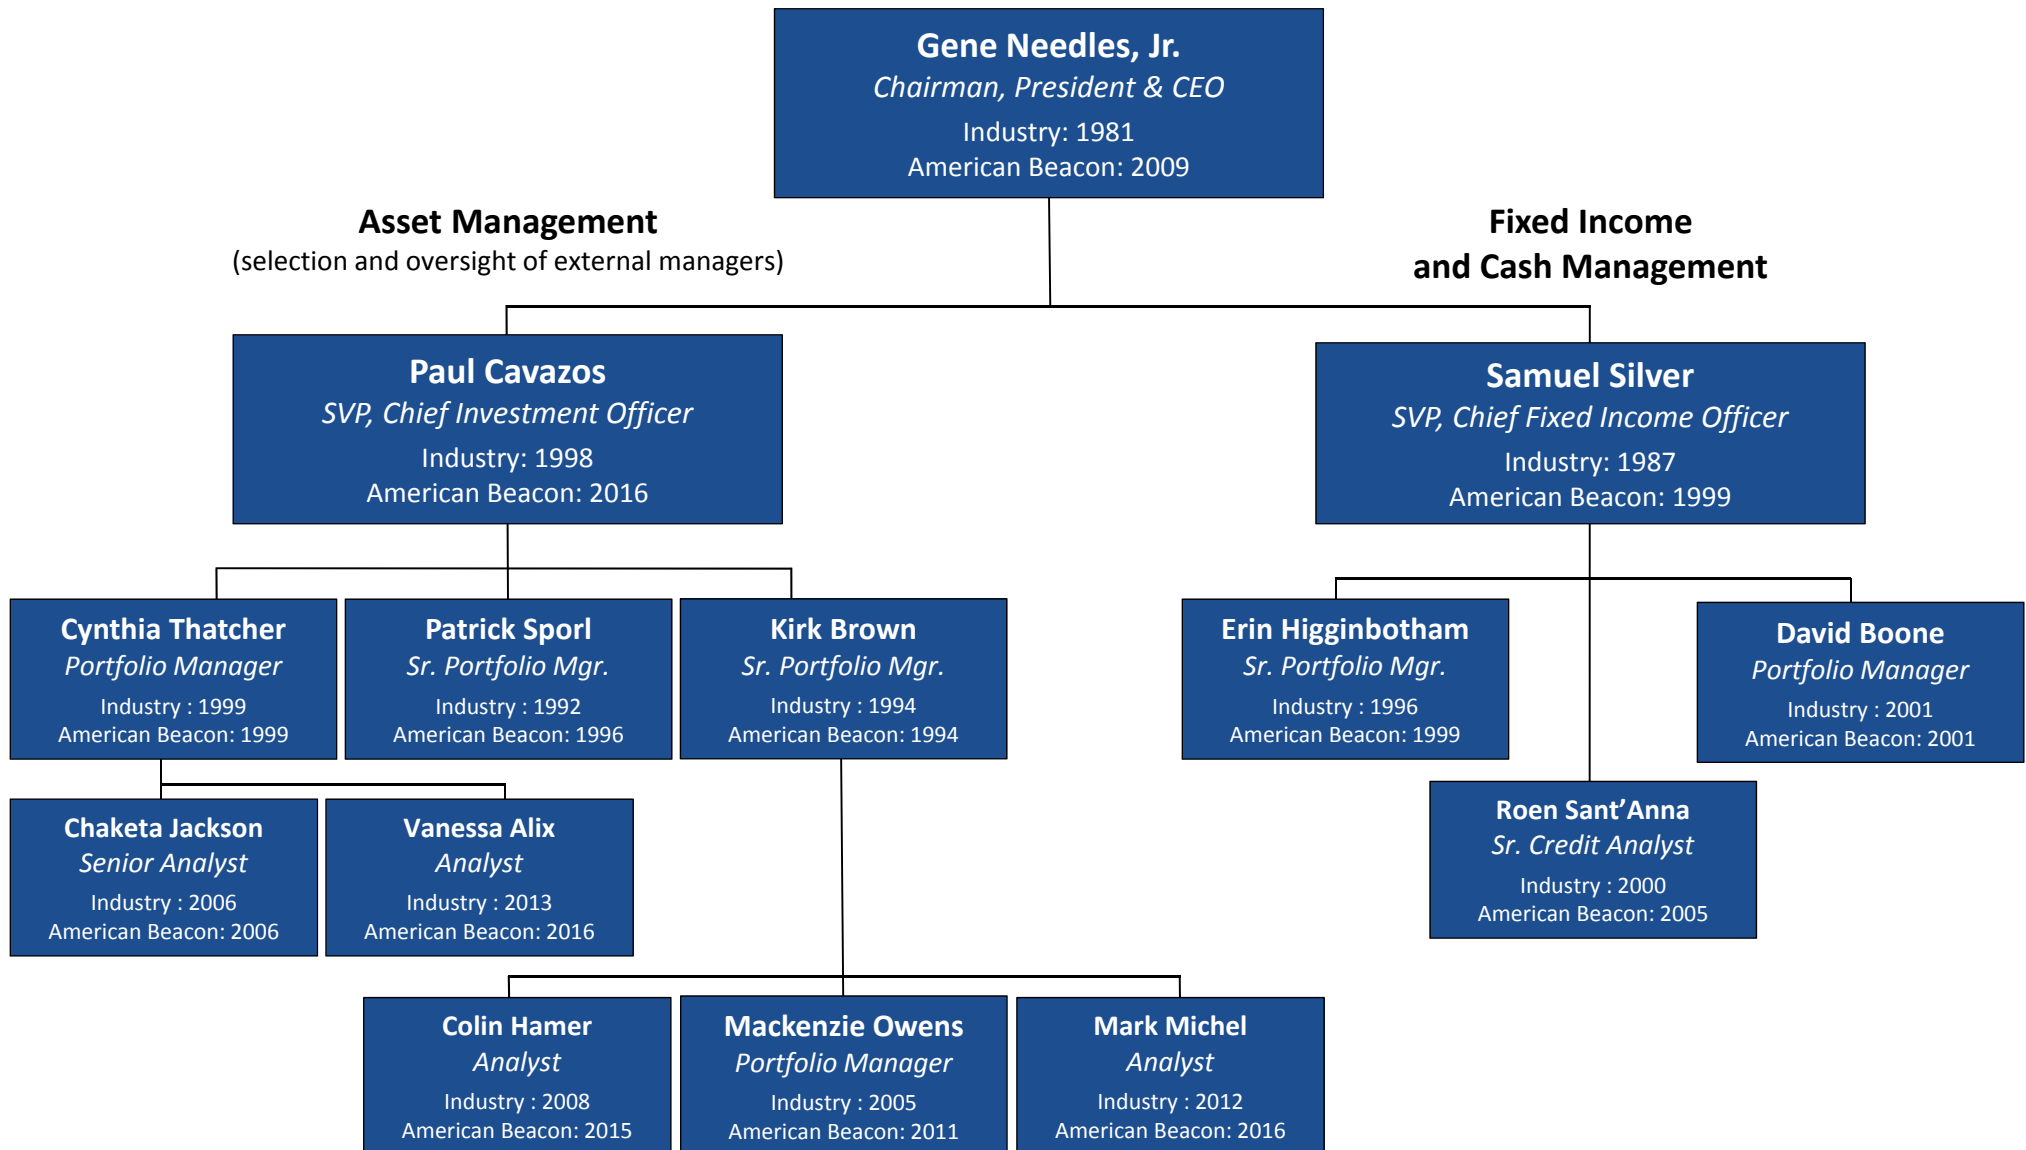 Gene Needles, Jr.
Chairman, President & CEO
Industry: 1981
American Beacon: 2009
Asset Management
(selection and oversight of external managers)
Fixed Income
and Cash Management
Paul Cavazos
SVP, Chief Investment Officer
Industry: 1998
American Beacon: 2016
Samuel Silver
SVP, Chief Fixed Income Officer
Industry: 1987
American Beacon: 1999
Cynthia Thatcher
Portfolio Manager
Industry : 1999
American Beacon: 1999
Patrick Sporl
Sr. Portfolio Mgr.
Industry : 1992
American Beacon: 1996
Kirk Brown
Sr. Portfolio Mgr.
Industry : 1994
American Beacon: 1994
Erin Higginbotham
Sr. Portfolio Mgr.
Industry : 1996
American Beacon: 1999
David Boone
Portfolio Manager
Industry : 2001
American Beacon: 2001
Chaketa Jackson
Senior Analyst
Industry : 2006
American Beacon: 2006
Vanessa Alix
Analyst
Industry : 2013
American Beacon: 2016
Roen Sant’Anna
Sr. Credit Analyst
Industry : 2000
American Beacon: 2005
Colin Hamer
Analyst
Industry : 2008
American Beacon: 2015
Mackenzie Owens
Portfolio Manager
Industry : 2005
American Beacon: 2011
Mark Michel
Analyst
Industry : 2012
American Beacon: 2016